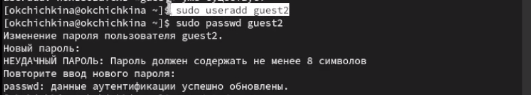 [okchichkina@okchichkina ~]$ sudo useradd guest2
[okchichkina@okchichkina ~]$ sudo passwd guest2
Изменение пароля пользователя guest2.
Новый пароль:
НЕУДАЧНЫЙ ПАРОЛЬ: Пароль должен содержать не менее 8 символов
Повторите ввод нового пароля:
passwd: данные аутентификации успешно обновлены.